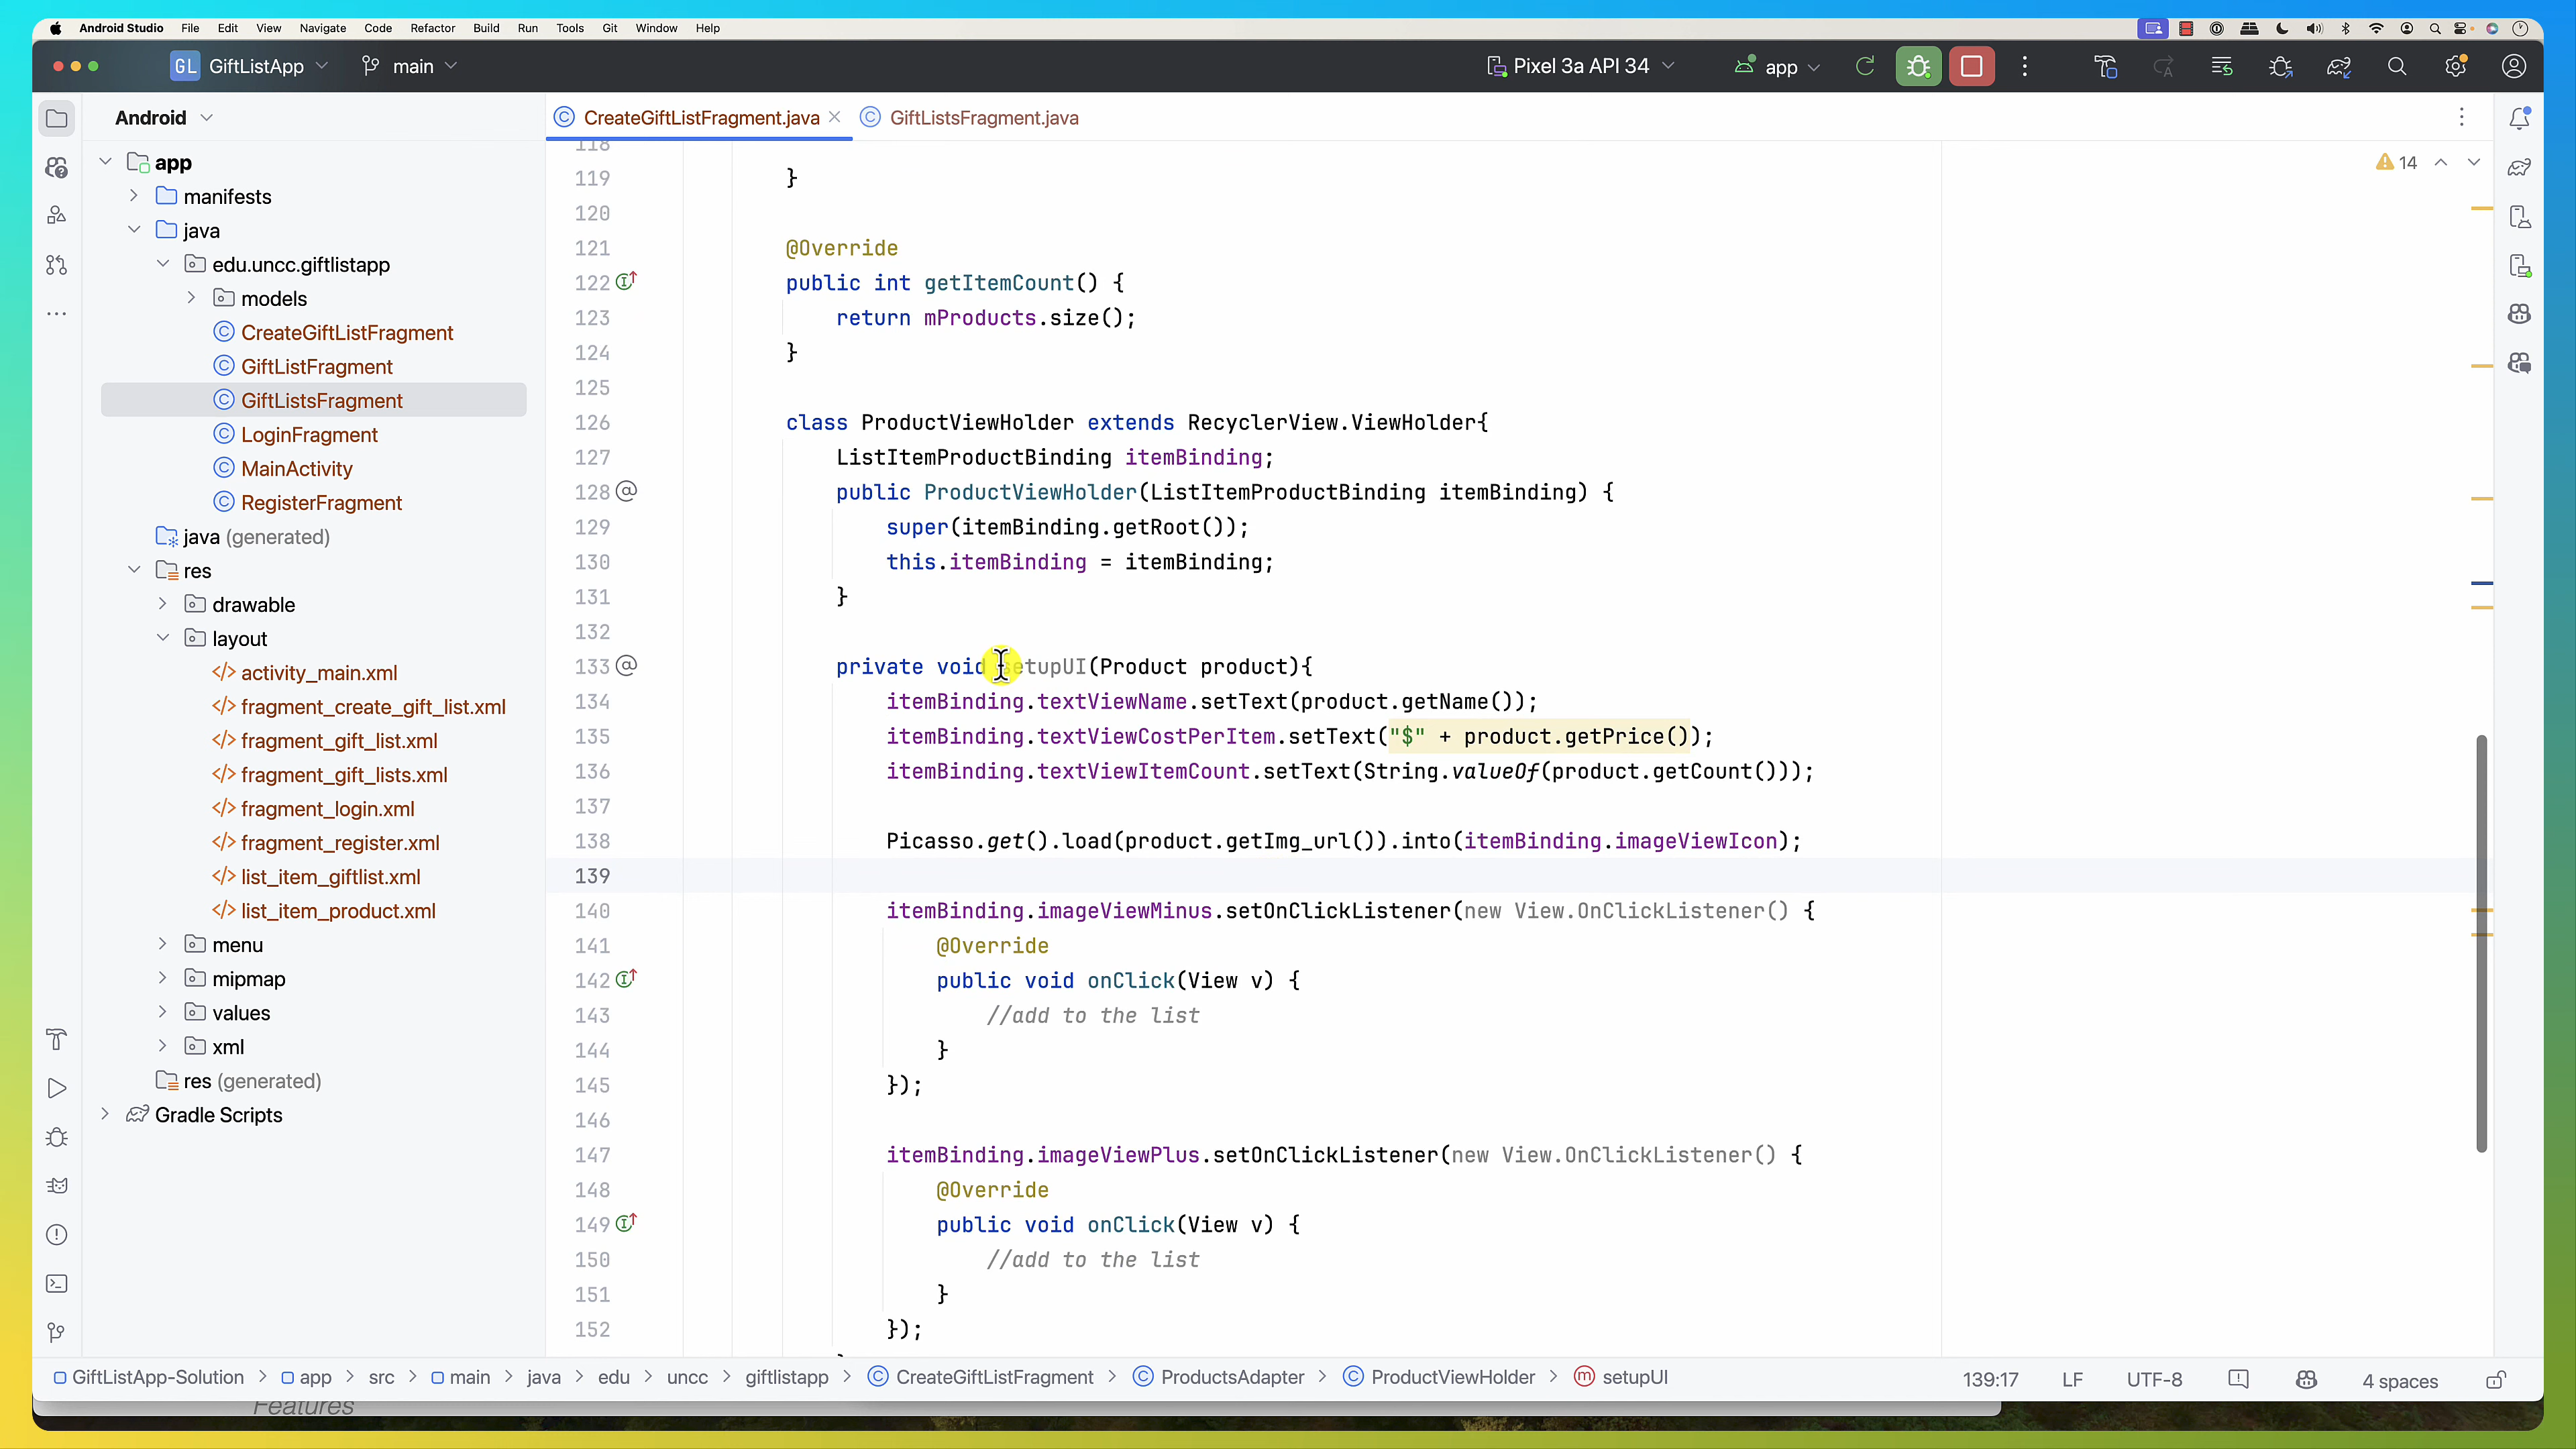 Android Studio File Edit View Navigate Code Refactor Build Run Tools Git Window Help
GL GiftListApp main Pixel 3a API 34 app
Android
CreateGiftListFragment.java GiftListsFragment.java
14
app
manifests
java
edu.uncc.giftlistapp
models
CreateGiftListFragment
GiftListFragment
GiftListsFragment
LoginFragment
MainActivity
RegisterFragment
java (generated)
res
drawable
layout
activity_main.xml
fragment_create_gift_list.xml
fragment_gift_list.xml
fragment_gift_lists.xml
fragment_login.xml
fragment_register.xml
list_item_giftlist.xml
list_item_product.xml
menu
mipmap
values
xml
res (generated)
Gradle Scripts
118
119 }
120
121 @Override
122 public int getItemCount() {
123 return mProducts.size();
124 }
125
126 class ProductViewHolder extends RecyclerView.ViewHolder{
127 ListItemProductBinding itemBinding;
128 @ public ProductViewHolder(ListItemProductBinding itemBinding) {
129 super(itemBinding.getRoot());
130 this.itemBinding = itemBinding;
131 }
132
133 @ private void setupUI(Product product){
134 itemBinding.textViewName.setText(product.getName());
135 itemBinding.textViewCostPerItem.setText("$" + product.getPrice());
136 itemBinding.textViewItemCount.setText(String.valueOf(product.getCount()));
137
138 Picasso.get().load(product.getImg_url()).into(itemBinding.imageViewIcon);
139
140 itemBinding.imageViewMinus.setOnClickListener(new View.OnClickListener() {
141 @Override
142 public void onClick(View v) {
143 //add to the list
144 }
145 });
146
147 itemBinding.imageViewPlus.setOnClickListener(new View.OnClickListener() {
148 @Override
149 public void onClick(View v) {
150 //add to the list
151 }
152 });
GiftListApp-Solution > app > src > main > java > edu > uncc > giftlistapp > CreateGiftListFragment > ProductsAdapter > ProductViewHolder > setupUI 139:17 LF UTF-8 4 spaces
Features